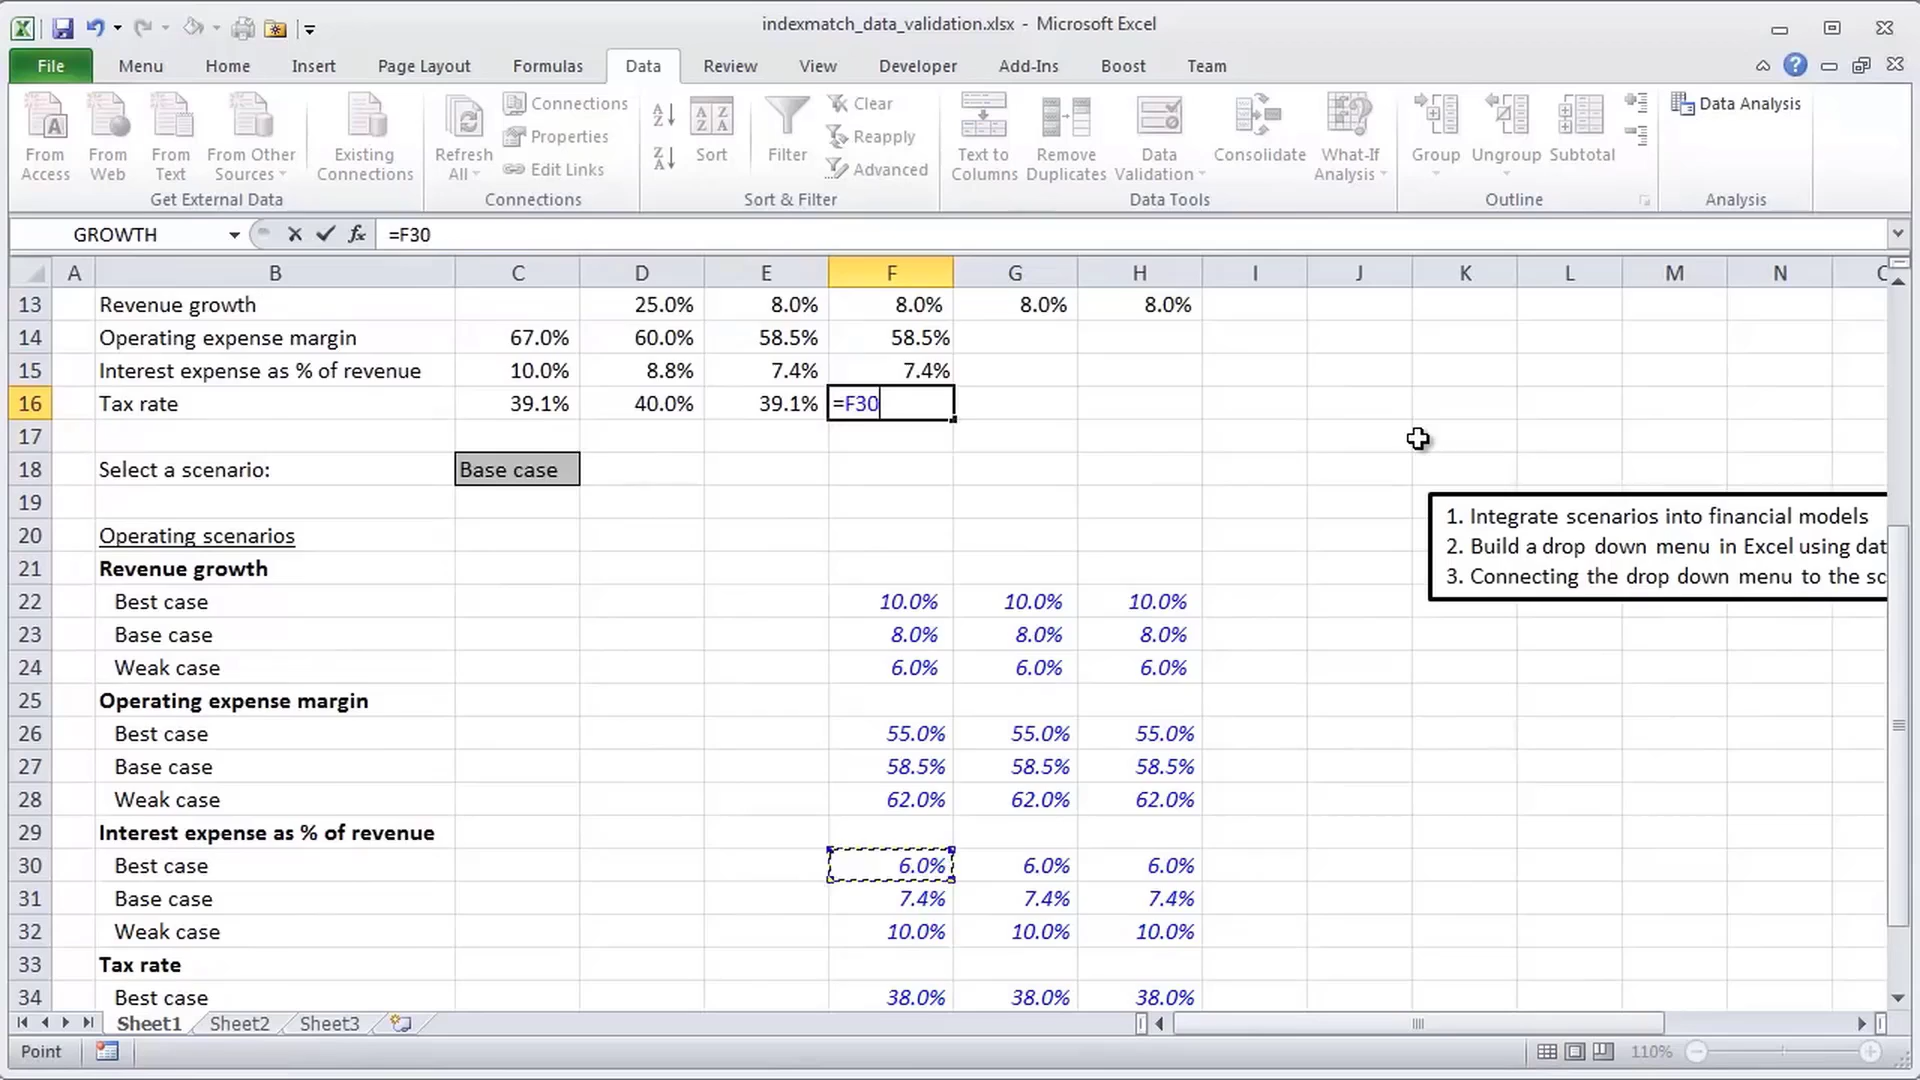 indexmatch_data_validation.xlsx - Microsoft Excel
File Menu Home Insert Page Layout Formulas Data Review View Developer Add-Ins Boost Team
From Access From Web From Text From Other Sources Existing Connections
Get External Data
Refresh All Connections Properties Edit Links
Connections
Sort Filter Clear Reapply Advanced
Sort & Filter
Text to Columns Remove Duplicates Data Validation Consolidate What-If Analysis
Data Tools
Group Ungroup Subtotal
Outline
Data Analysis
Analysis
GROWTH fx =F30
A B C D E F G H I J K L M N
13 Revenue growth 25.0% 8.0% 8.0% 8.0% 8.0%
14 Operating expense margin 67.0% 60.0% 58.5% 58.5%
15 Interest expense as % of revenue 10.0% 8.8% 7.4% 7.4%
16 Tax rate 39.1% 40.0% 39.1% =F30
17
18 Select a scenario: Base case
19
20 Operating scenarios
21 Revenue growth
22 Best case 10.0% 10.0% 10.0%
23 Base case 8.0% 8.0% 8.0%
24 Weak case 6.0% 6.0% 6.0%
25 Operating expense margin
26 Best case 55.0% 55.0% 55.0%
27 Base case 58.5% 58.5% 58.5%
28 Weak case 62.0% 62.0% 62.0%
29 Interest expense as % of revenue
30 Best case 6.0% 6.0% 6.0%
31 Base case 7.4% 7.4% 7.4%
32 Weak case 10.0% 10.0% 10.0%
33 Tax rate
34 Best case 38.0% 38.0% 38.0%
1. Integrate scenarios into financial models
2. Build a drop down menu in Excel using dat
3. Connecting the drop down menu to the sc
Sheet1 Sheet2 Sheet3
Point 110%